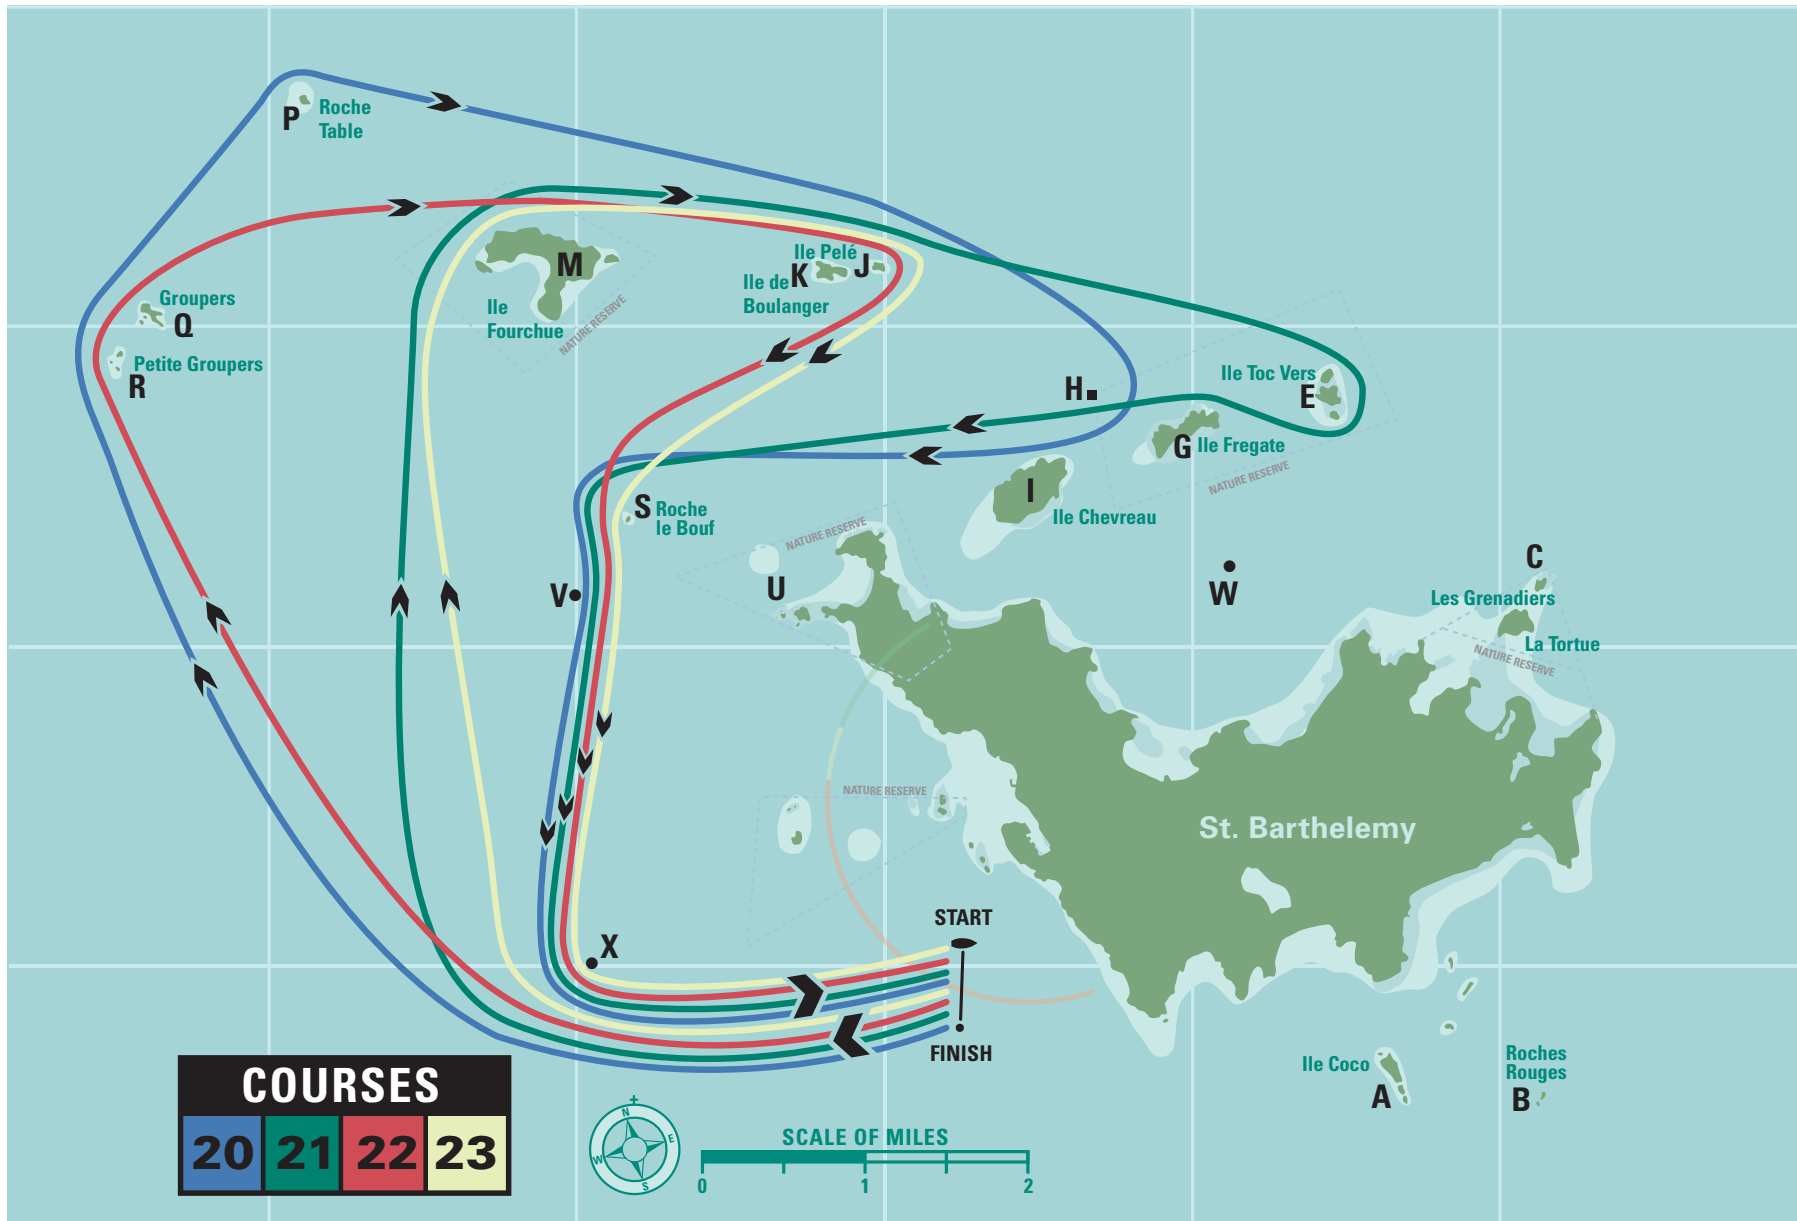 P
Roche
Table
M
Ile
Fourchue
NATURE RESERVE
Ile Pelé
K
J
Ile de
Boulanger
Groupers
Q
Petite Groupers
R
H
Ile Toc Vers
E
G
Ile Fregate
NATURE RESERVE
I
Ile Chevreau
S
Roche
le Bouf
NATURE RESERVE
U
V
W
C
Les Grenadiers
La Tortue
NATURE RESERVE
NATURE RESERVE
St. Barthelemy
X
START
FINISH
Ile Coco
A
Roches
Rouges
B
COURSES
20 21 22 23
N
E
S
W
SCALE OF MILES
0 1 2